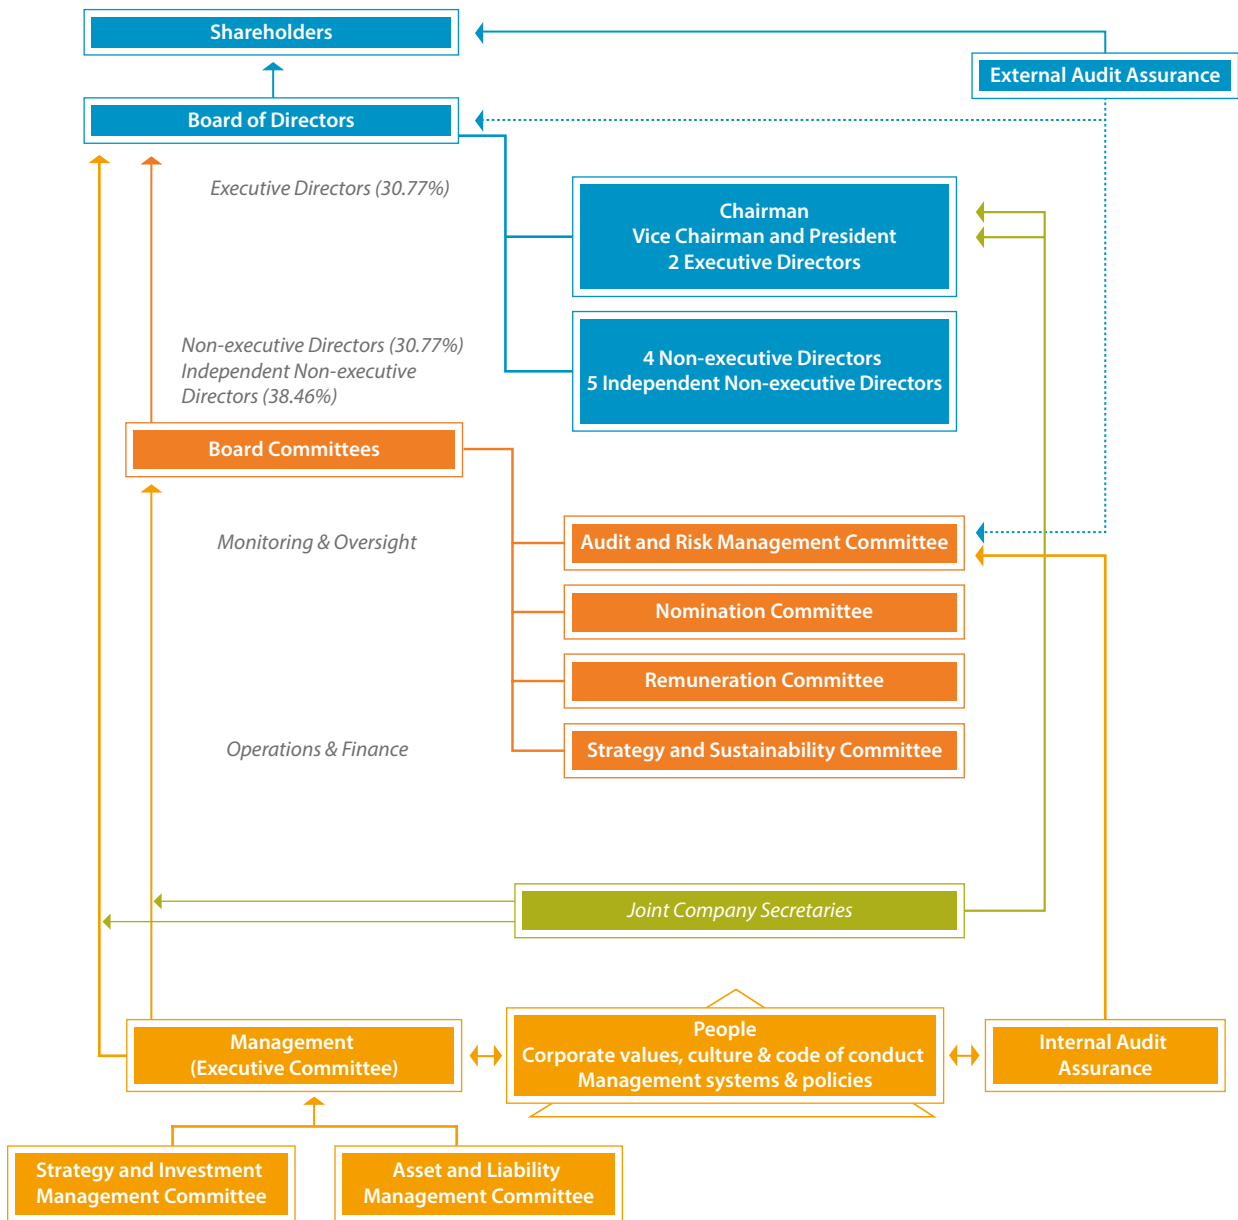 Shareholders
External Audit Assurance
Board of Directors
Executive Directors (30.77%)
Chairman
Vice Chairman and President
2 Executive Directors
Non-executive Directors (30.77%)
Independent Non-executive
Directors (38.46%)
4 Non-executive Directors
5 Independent Non-executive Directors
Board Committees
Monitoring & Oversight
Audit and Risk Management Committee
Nomination Committee
Remuneration Committee
Operations & Finance
Strategy and Sustainability Committee
Joint Company Secretaries
Management
(Executive Committee)
People
Corporate values, culture & code of conduct
Management systems & policies
Internal Audit
Assurance
Strategy and Investment
Management Committee
Asset and Liability
Management Committee